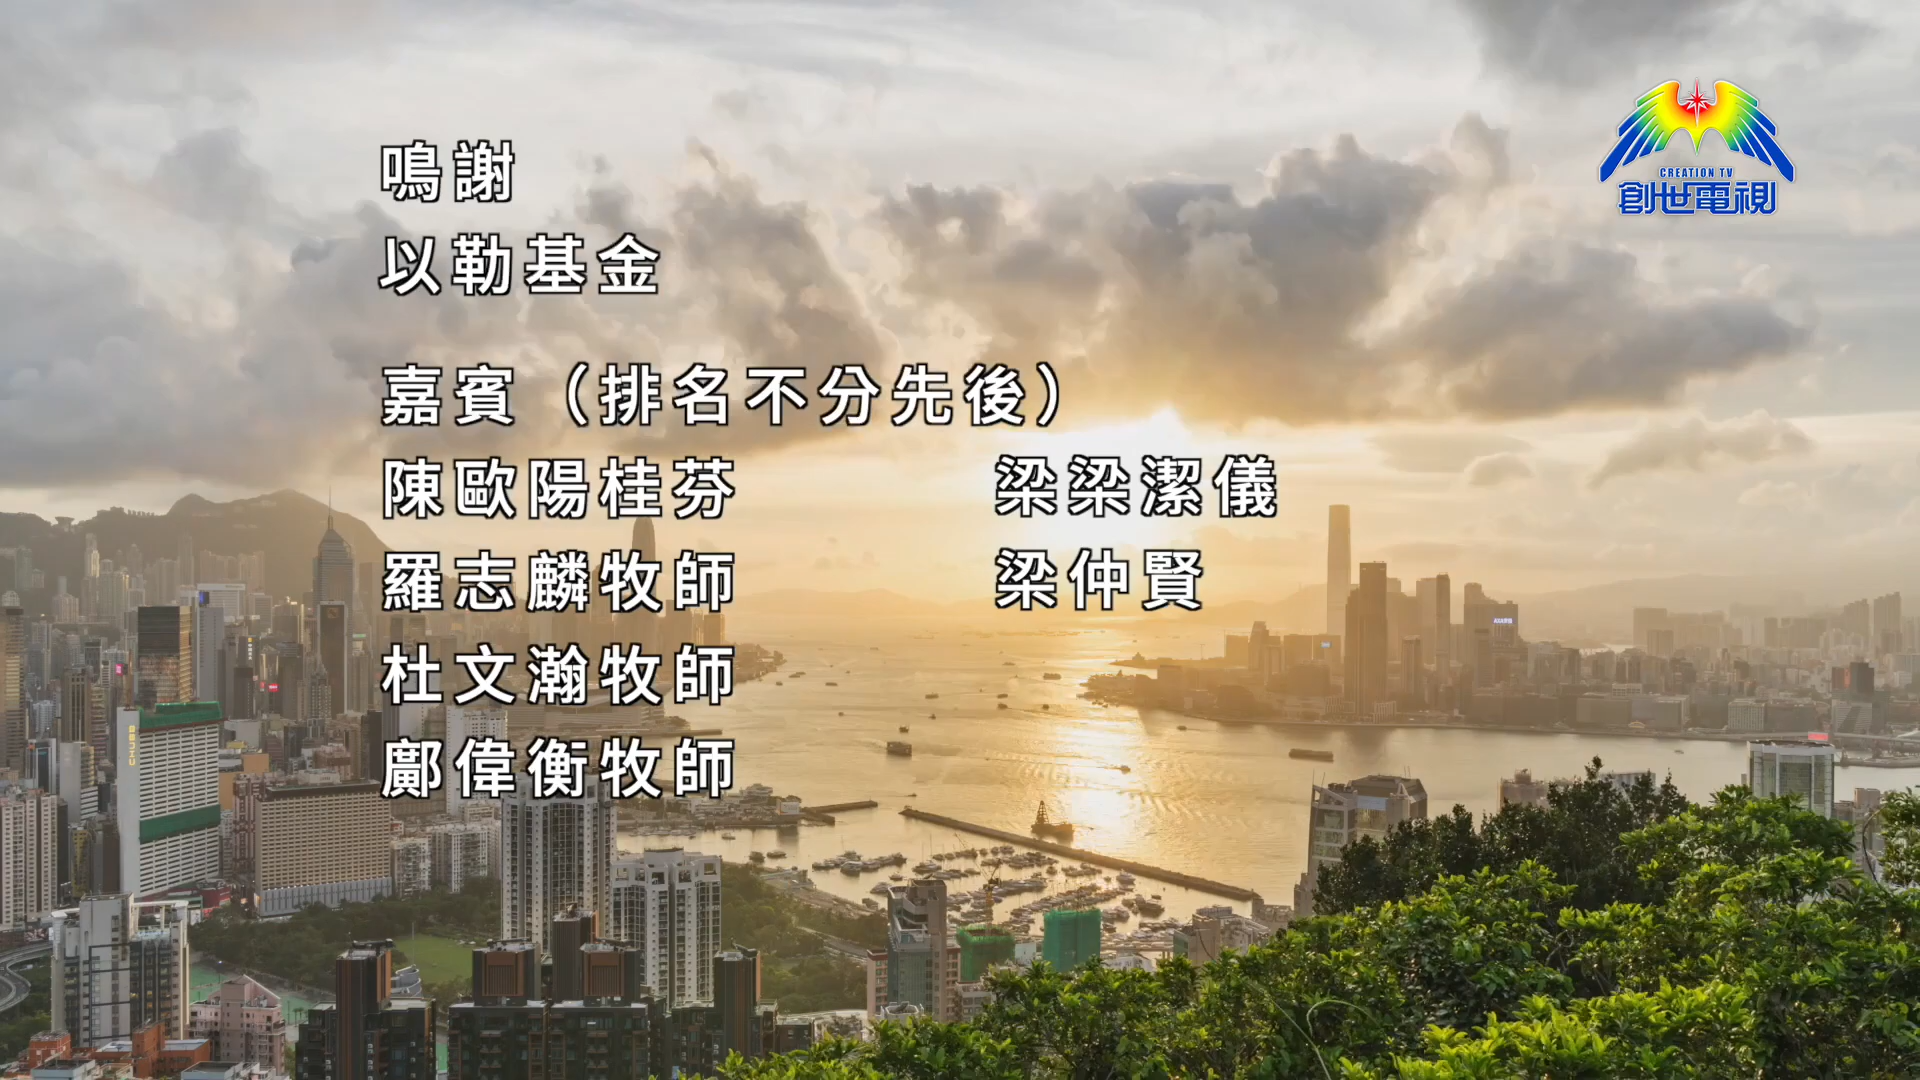 CREATION TV
創世電視
鳴謝
以勒基金
嘉賓（排名不分先後）
陳歐陽桂芬 梁梁潔儀
羅志麟牧師 梁仲賢
杜文瀚牧師
鄺偉衡牧師